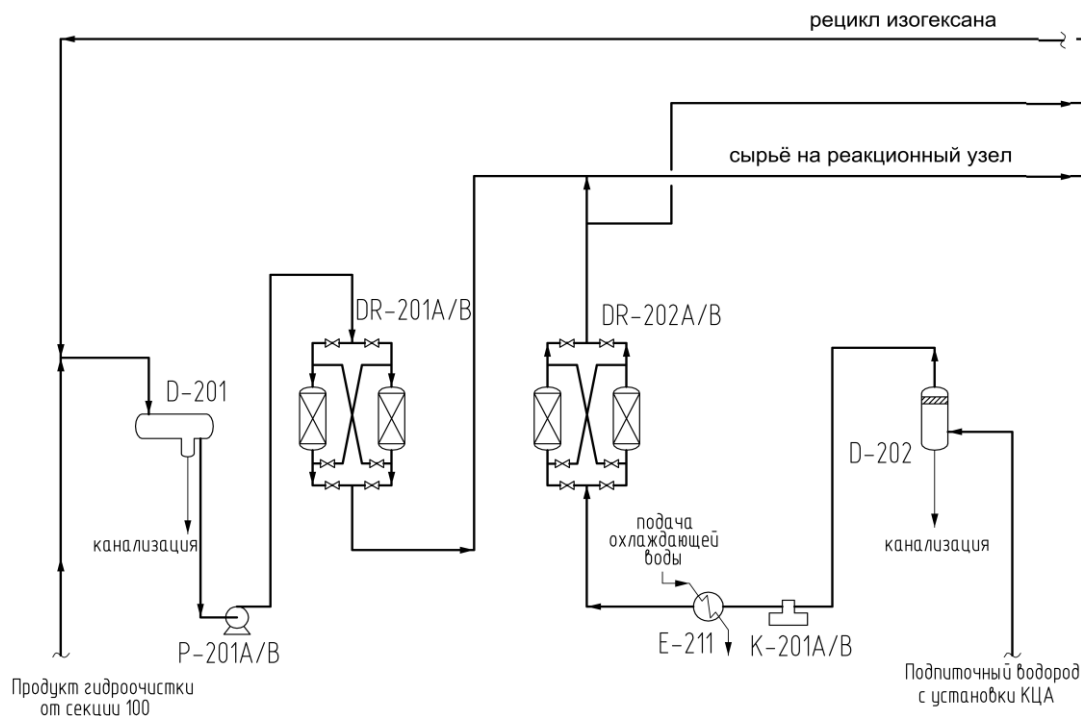 рецикл изогексана
сырьё на реакционный узел
DR-201A/B
DR-202A/B
D-201
D-202
канализация
подача
охлаждающей
воды
канализация
P-201A/B
E-211
K-201A/B
Продукт гидроочистки
от секции 100
Подпиточный водород
с установки КЦА